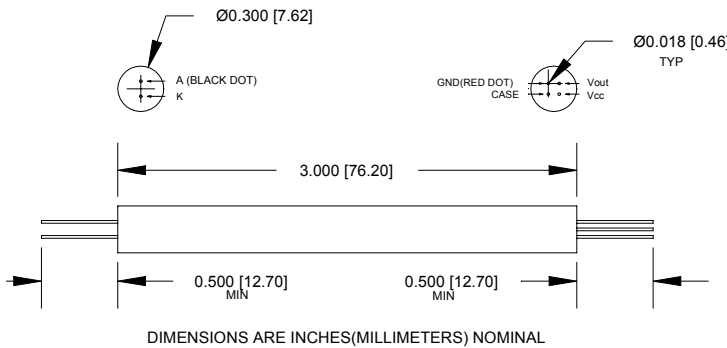 Ø0.300 [7.62]
Ø0.018 [0.46]
TYP
A (BLACK DOT)
K
GND(RED DOT)
Vout
CASE
Vcc
3.000 [76.20]
0.500 [12.70]
MIN
0.500 [12.70]
MIN
DIMENSIONS ARE INCHES(MILLIMETERS) NOMINAL